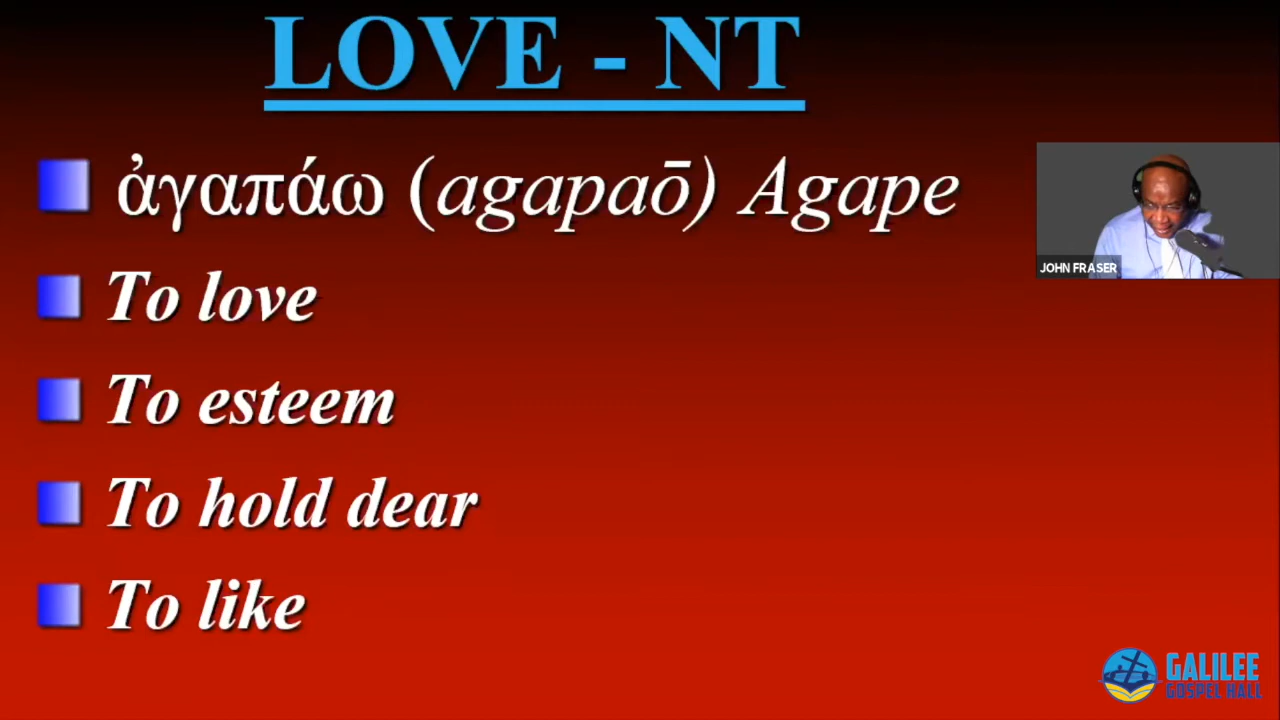 LOVE - NT
ἀγαπάω (agapaō) Agape
To love
To esteem
To hold dear
To like
JOHN FRASER
GALILEE
GOSPEL HALL